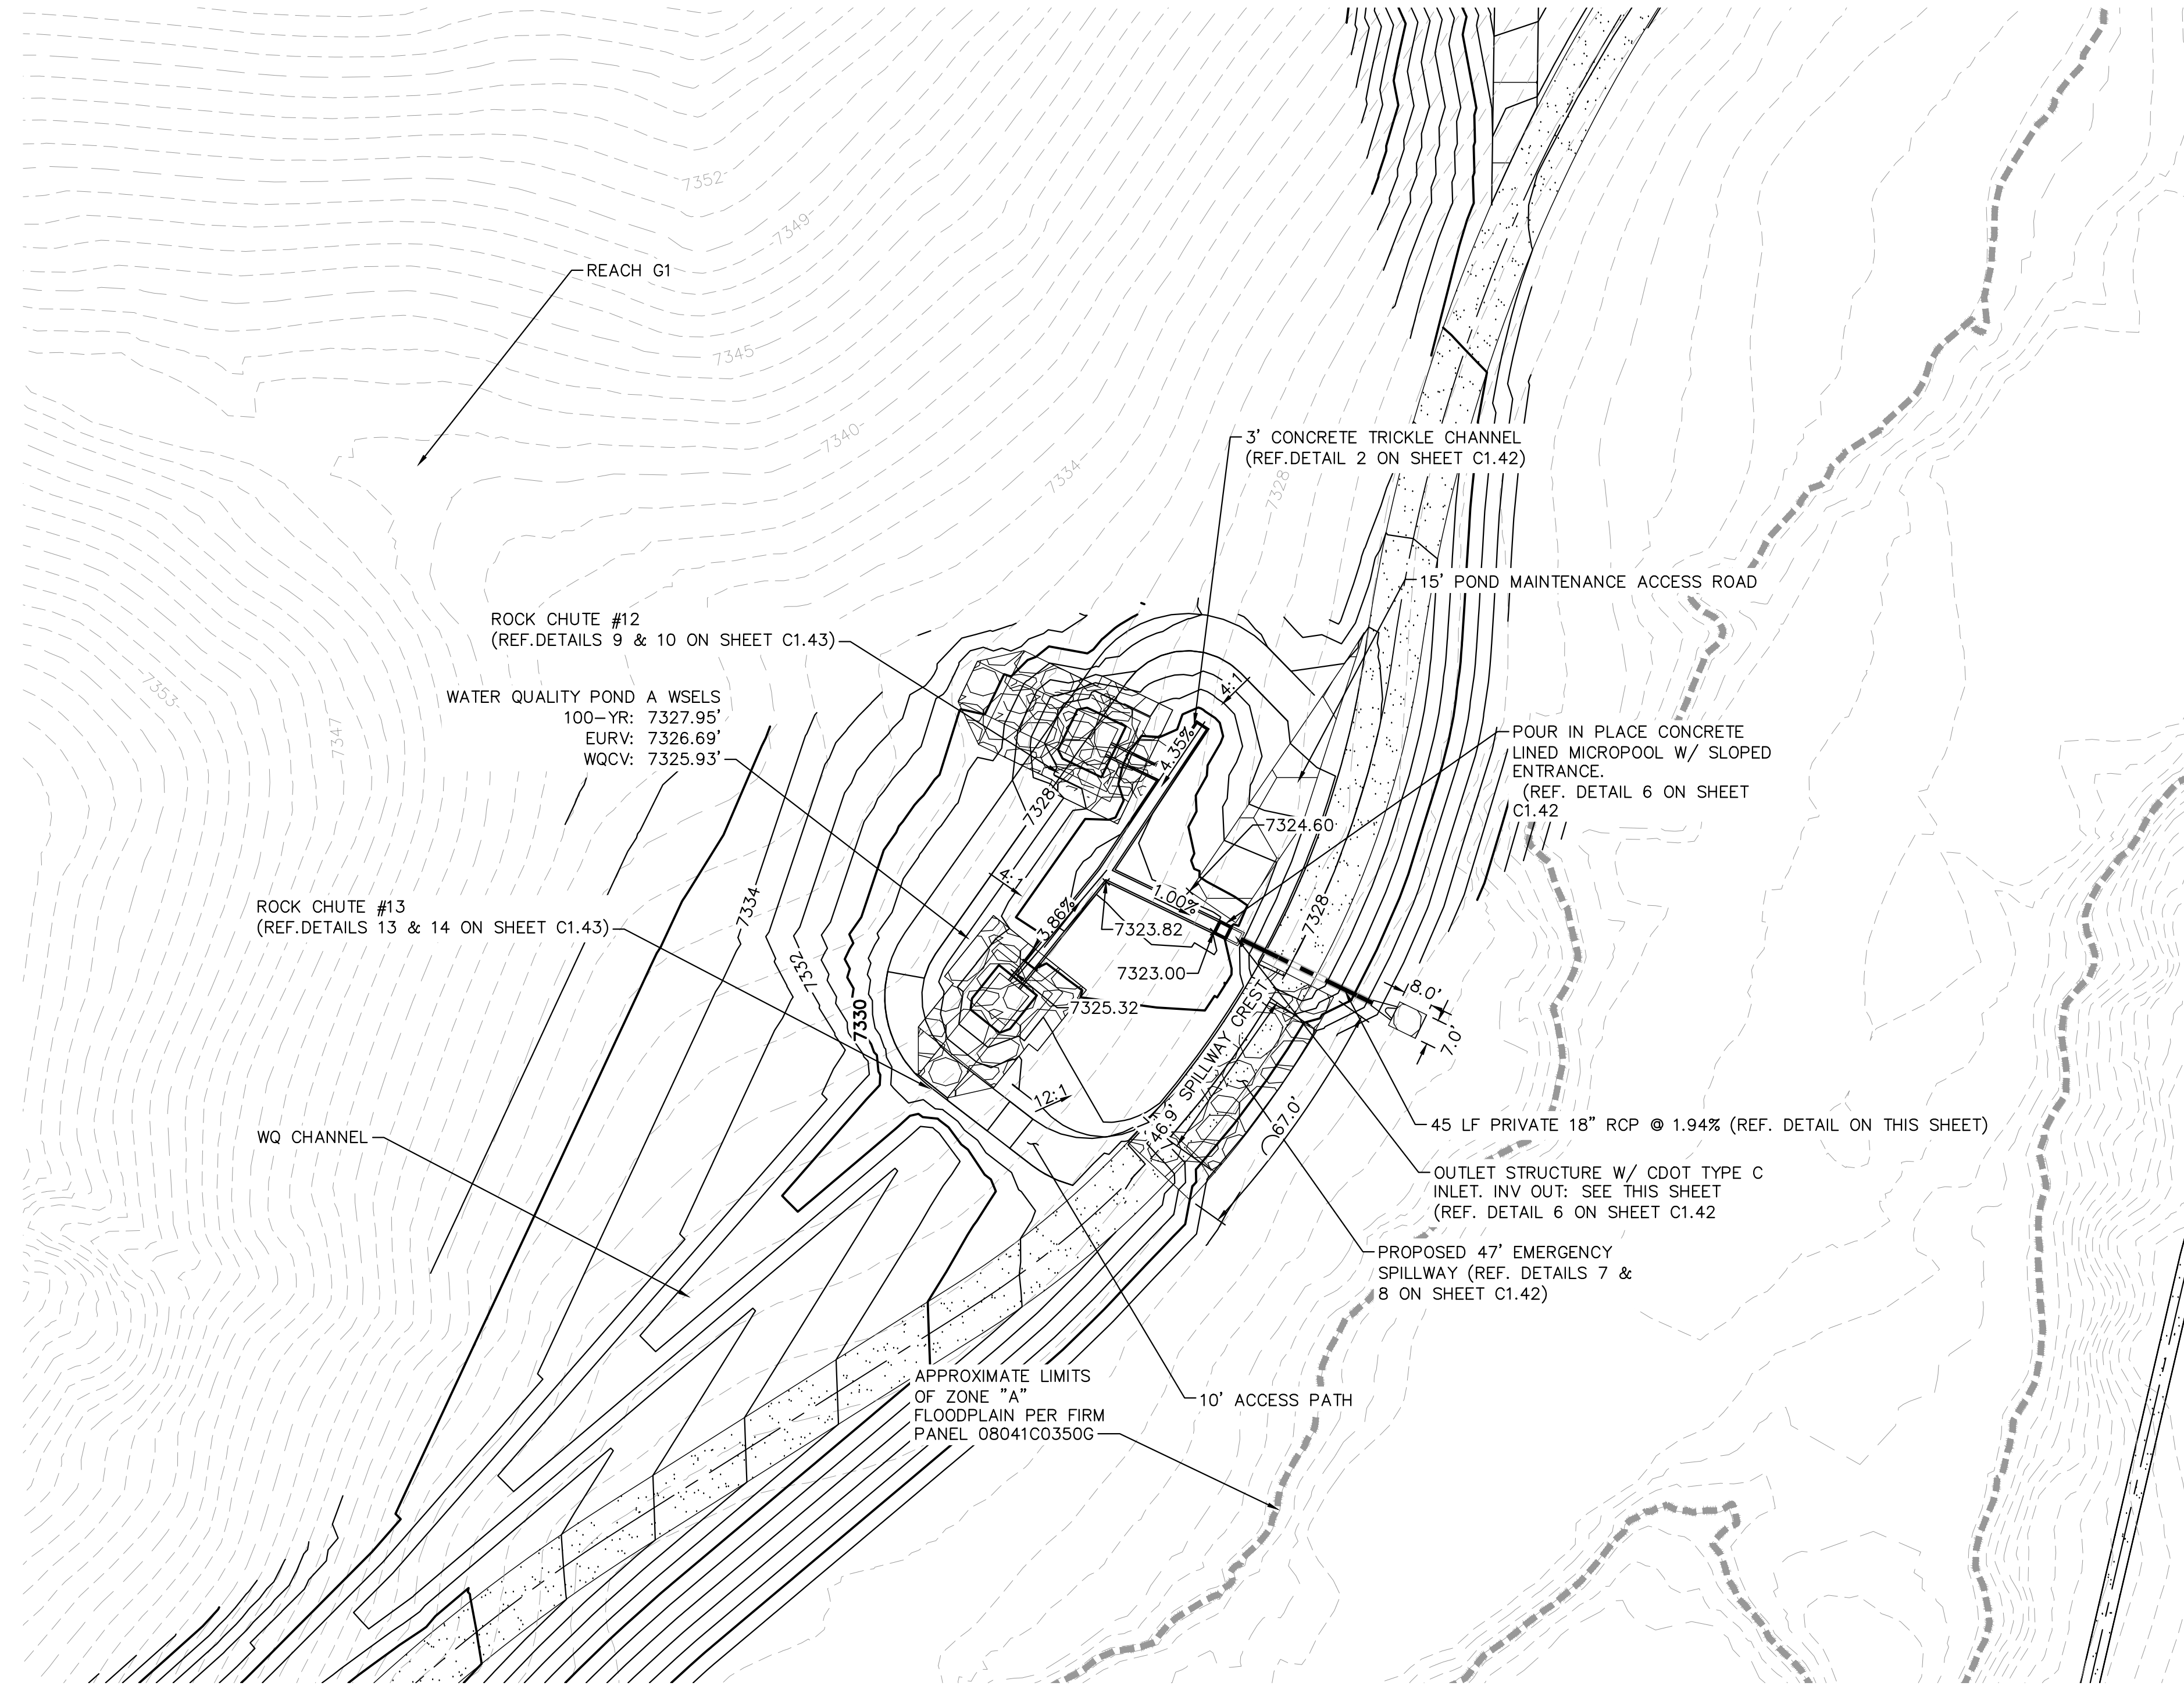 7352
7349
REACH G1
7345
7340
3' CONCRETE TRICKLE CHANNEL
(REF.DETAIL 2 ON SHEET C1.42)
7334
7328
15' POND MAINTENANCE ACCESS ROAD
ROCK CHUTE #12
(REF.DETAILS 9 & 10 ON SHEET C1.43)
7353
7347
WATER QUALITY POND A WSELS
100-YR: 7327.95'
EURV: 7326.69'
WQCV: 7325.93'
4:1
4.35%
POUR IN PLACE CONCRETE
LINED MICROPOOL W/ SLOPED
ENTRANCE.
(REF. DETAIL 6 ON SHEET
C1.42
7328
7324.60
4:1
1.00%
3.86%
7328
7334
ROCK CHUTE #13
(REF.DETAILS 13 & 14 ON SHEET C1.43)
7323.82
7332
7323.00
7330
7325.32
8.0'
7.0'
46.9' SPILLWAY CREST
12:1
67.0'
WQ CHANNEL
45 LF PRIVATE 18" RCP @ 1.94% (REF. DETAIL ON THIS SHEET)
OUTLET STRUCTURE W/ CDOT TYPE C
INLET. INV OUT: SEE THIS SHEET
(REF. DETAIL 6 ON SHEET C1.42
PROPOSED 47' EMERGENCY
SPILLWAY (REF. DETAILS 7 &
8 ON SHEET C1.42)
APPROXIMATE LIMITS
OF ZONE "A"
FLOODPLAIN PER FIRM
PANEL 08041C0350G
10' ACCESS PATH